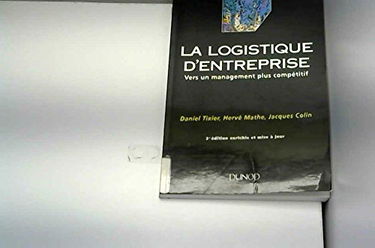 LA LOGISTIQUE
D'ENTREPRISE
Vers un management plus compétitif
Daniel Tixier, Hervé Mathe, Jacques Colin
2e édition enrichie et mise à jour
DUNOD